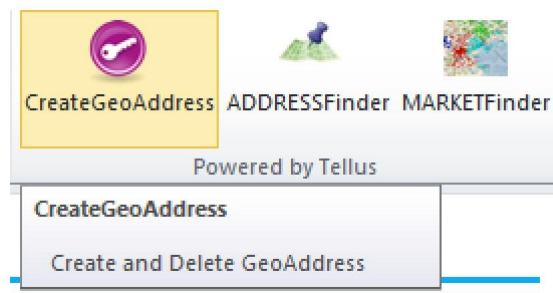 CreateGeoAddress ADDRESSFinder MARKETFinder
Powered by Tellus
CreateGeoAddress
Create and Delete GeoAddress